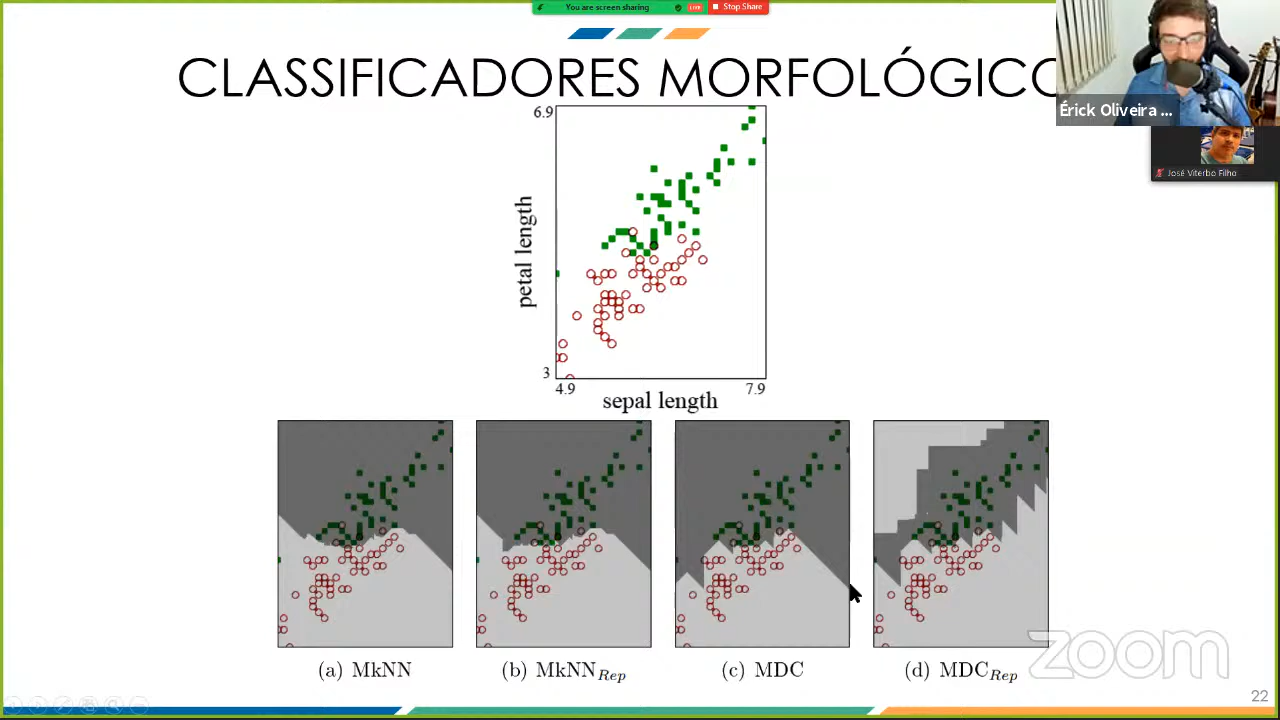 You are screen sharing
LIVE
Stop Share
CLASSIFICADORES MORFOLÓGICO
Érick Oliveira ...
José Viterbo Filho
6.9
petal length
3
4.9
7.9
sepal length
(a) MkNN
(b) MkNN_Rep
(c) MDC
(d) MDC_Rep
zoom
22